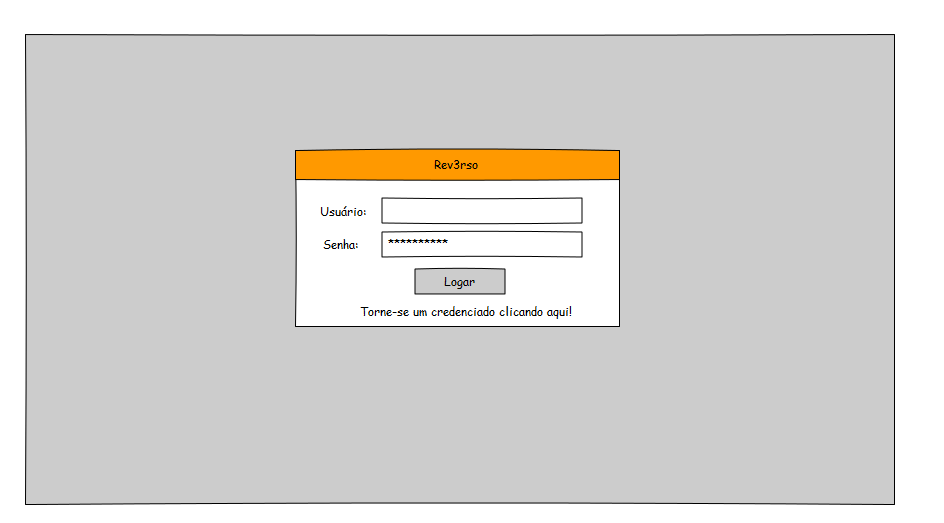 Rev3rso
Usuário:
Senha: **********
Logar
Torne-se um credenciado clicando aqui!